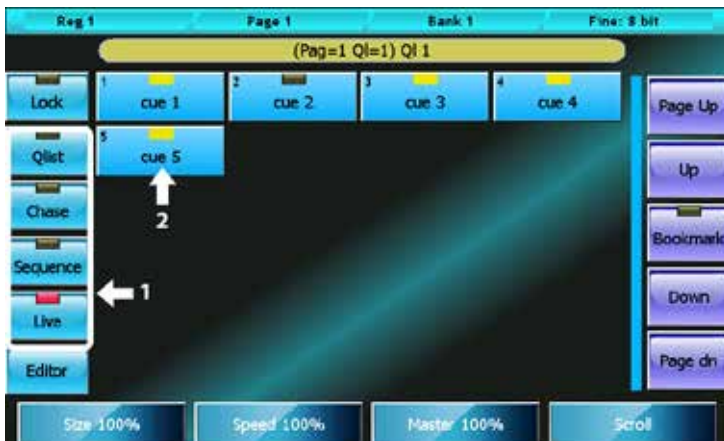 Reg 1 Page 1 Bank 1 Fine: 8 bit
(Pag=1 Ql=1) Ql 1
Lock
1 cue 1
2 cue 2
3 cue 3
4 cue 4
Page Up
Qlist
5 cue 5
Up
2
Chase
Bookmark
Sequence
1
Live
Down
Editor
Page dn
Size 100% Speed 100% Master 100% Scroll